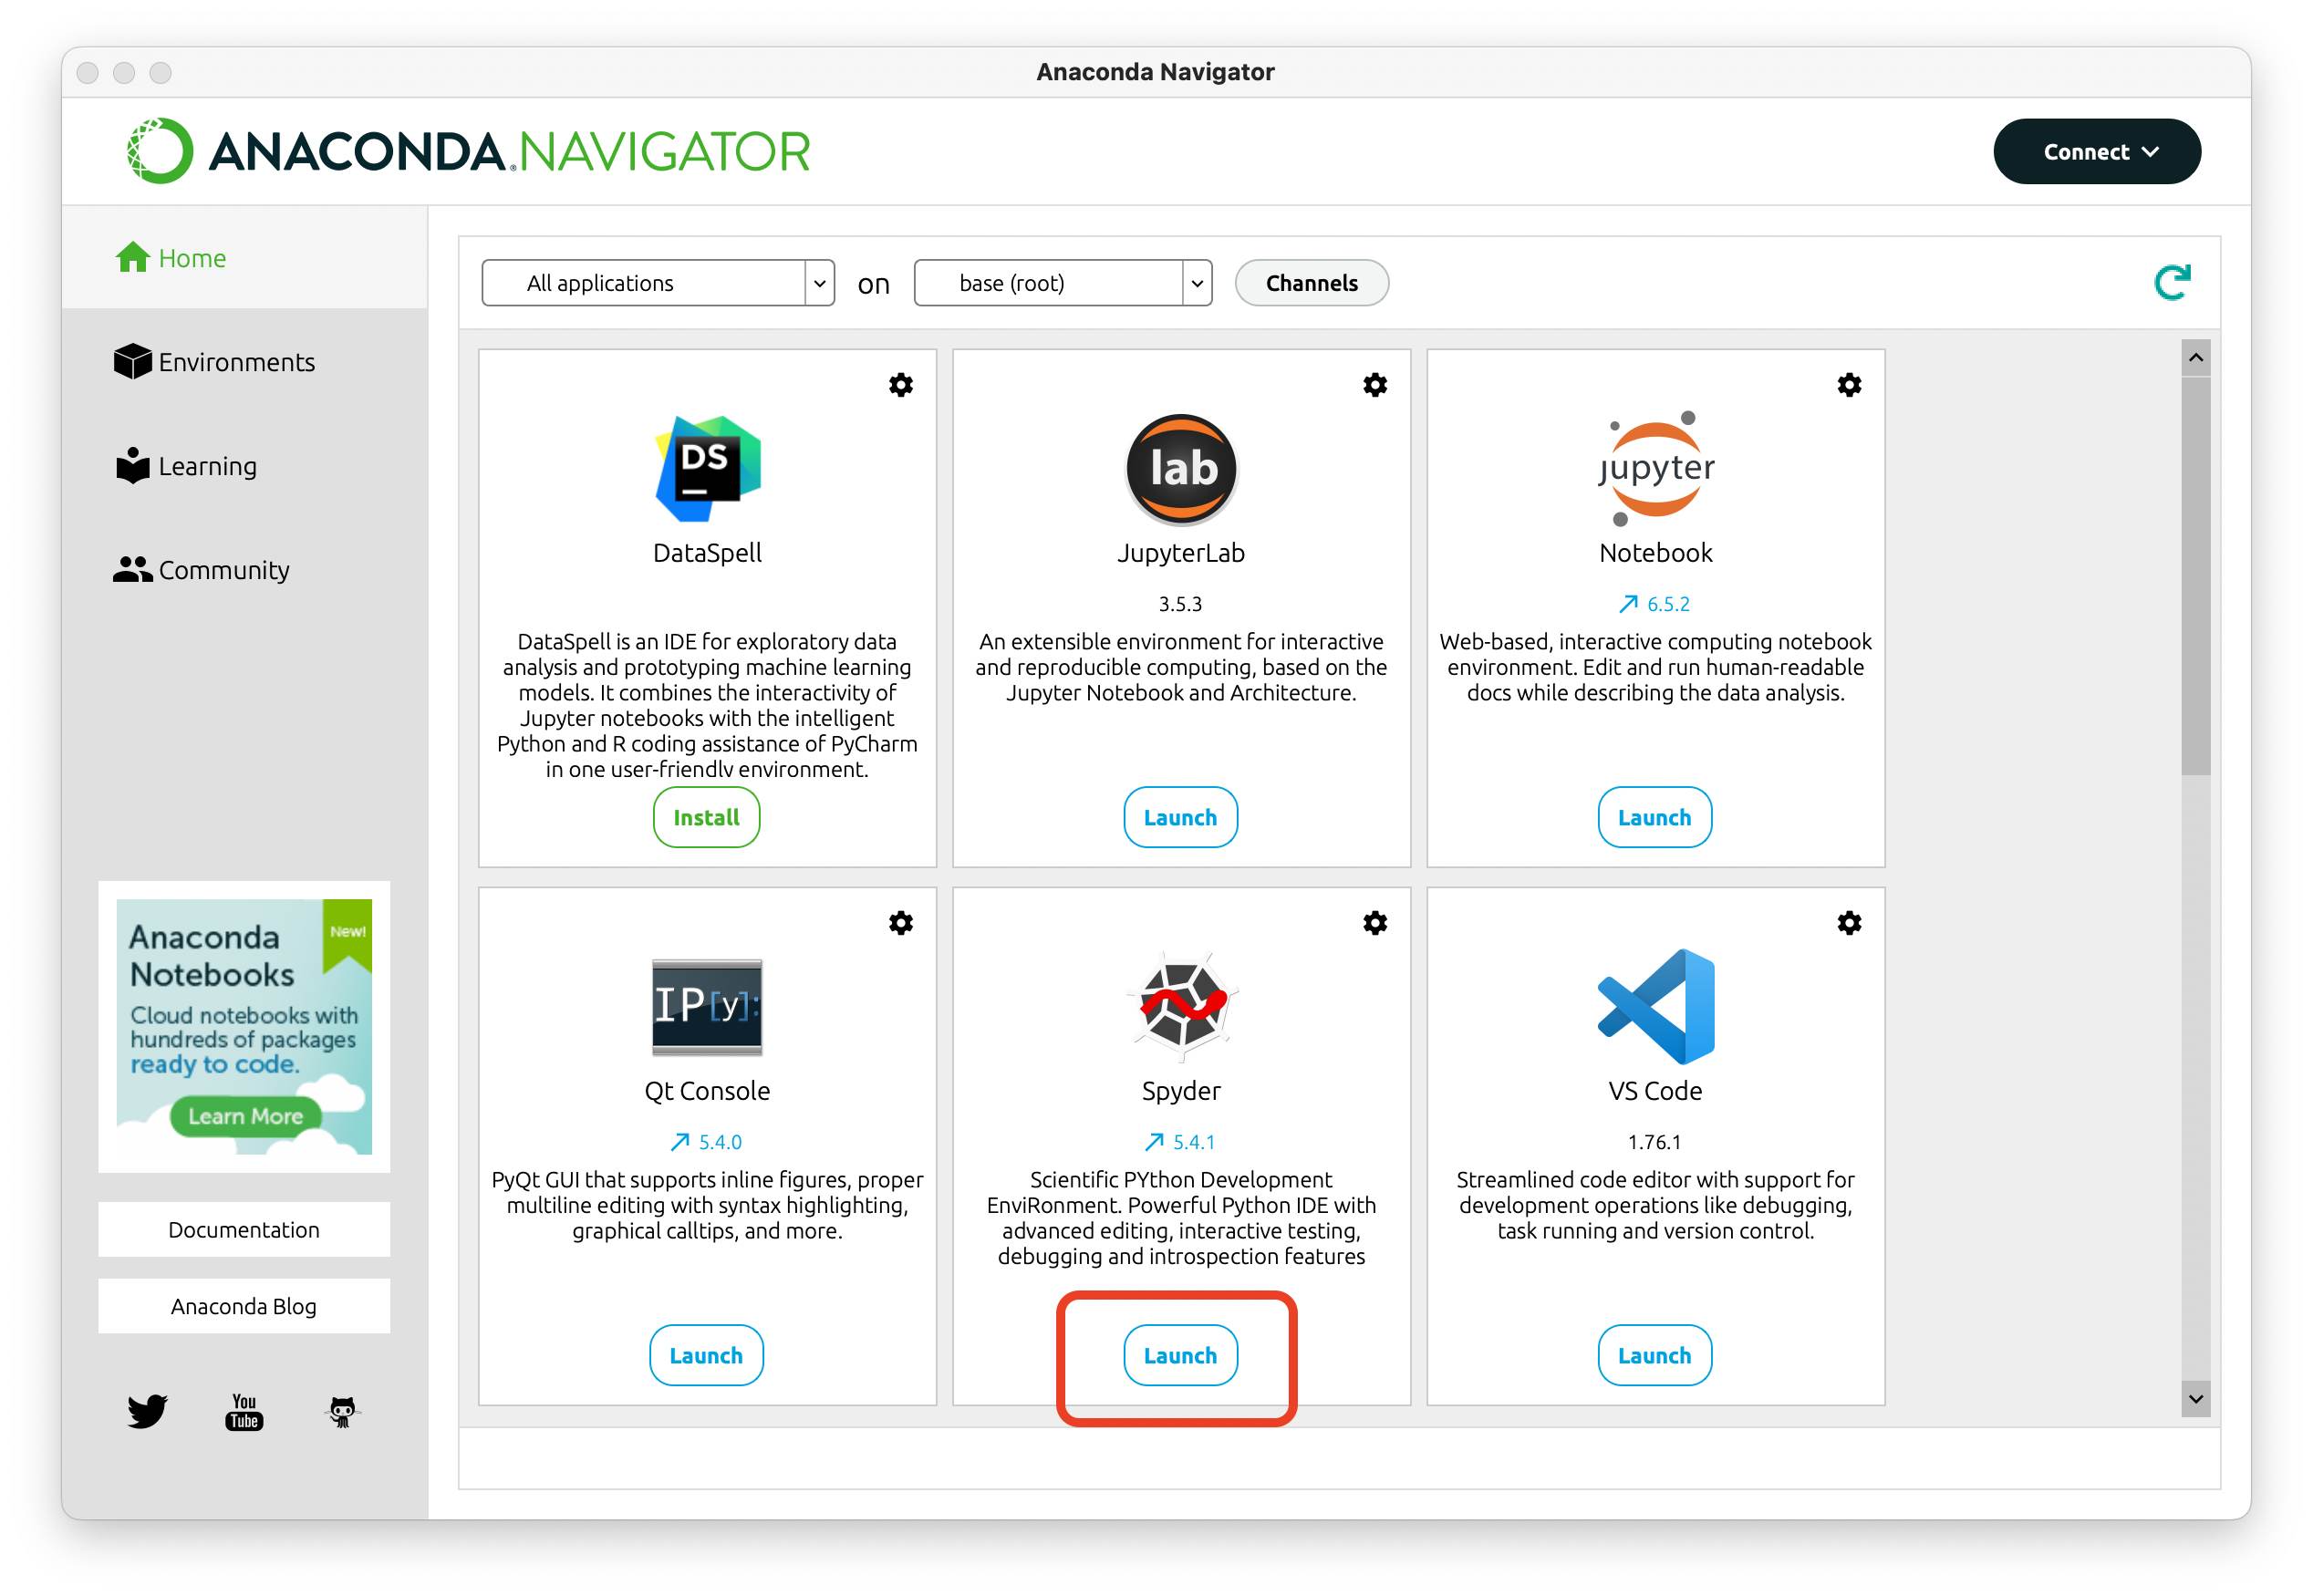 Anaconda Navigator
ANACONDA.NAVIGATOR
Connect
Home
Environments
Learning
Community
Anaconda
Notebooks
New!
Cloud notebooks with
hundreds of packages
ready to code.
Learn More
Documentation
Anaconda Blog
You
Tube
All applications
on
base (root)
Channels
DS
DataSpell
DataSpell is an IDE for exploratory data
analysis and prototyping machine learning
models. It combines the interactivity of
Jupyter notebooks with the intelligent
Python and R coding assistance of PyCharm
in one user-friendly environment.
Install
lab
JupyterLab
3.5.3
An extensible environment for interactive
and reproducible computing, based on the
Jupyter Notebook and Architecture.
Launch
jupyter
Notebook
6.5.2
Web-based, interactive computing notebook
environment. Edit and run human-readable
docs while describing the data analysis.
Launch
IP[y]:
Qt Console
5.4.0
PyQt GUI that supports inline figures, proper
multiline editing with syntax highlighting,
graphical calltips, and more.
Launch
Spyder
5.4.1
Scientific PYthon Development
EnviRonment. Powerful Python IDE with
advanced editing, interactive testing,
debugging and introspection features
Launch
VS Code
1.76.1
Streamlined code editor with support for
development operations like debugging,
task running and version control.
Launch